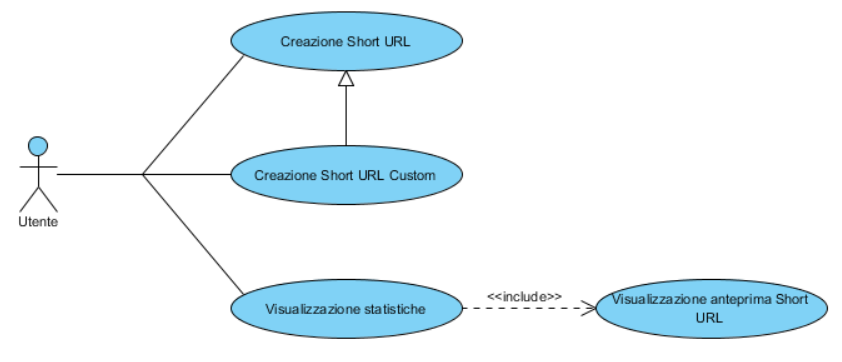 Creazione Short URL
Creazione Short URL Custom
Utente
Visualizzazione statistiche
<<include>>
Visualizzazione anteprima Short
URL